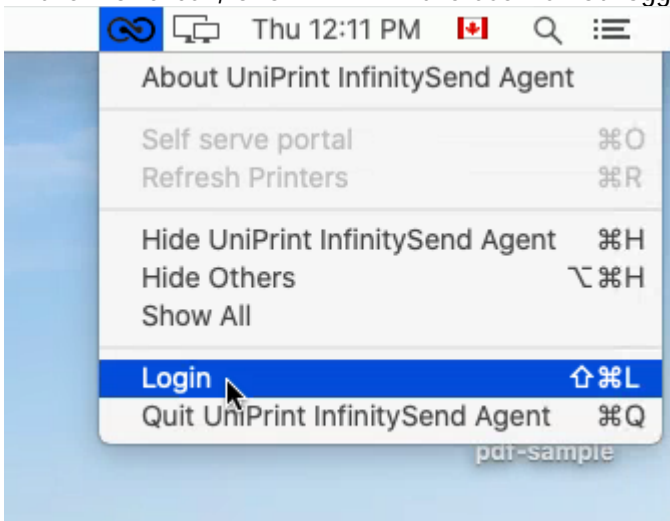 Thu 12:11 PM
About UniPrint InfinitySend Agent
Self serve portal ⌘O
Refresh Printers ⌘R
Hide UniPrint InfinitySend Agent ⌘H
Hide Others ⌥⌘H
Show All
Login ⇧⌘L
Quit UniPrint InfinitySend Agent ⌘Q
pdf-sample